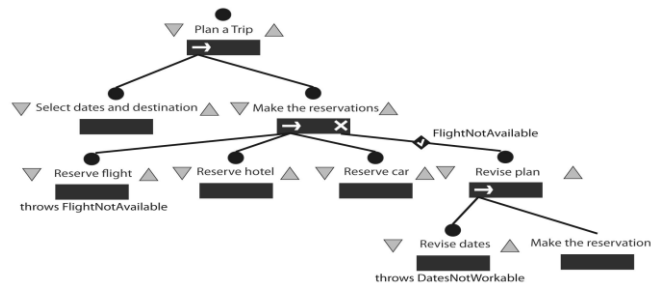 Plan a Trip
Select dates and destination
Make the reservations
FlightNotAvailable
Reserve flight
Reserve hotel
Reserve car
Revise plan
throws FlightNotAvailable
Revise dates
Make the reservation
throws DatesNotWorkable